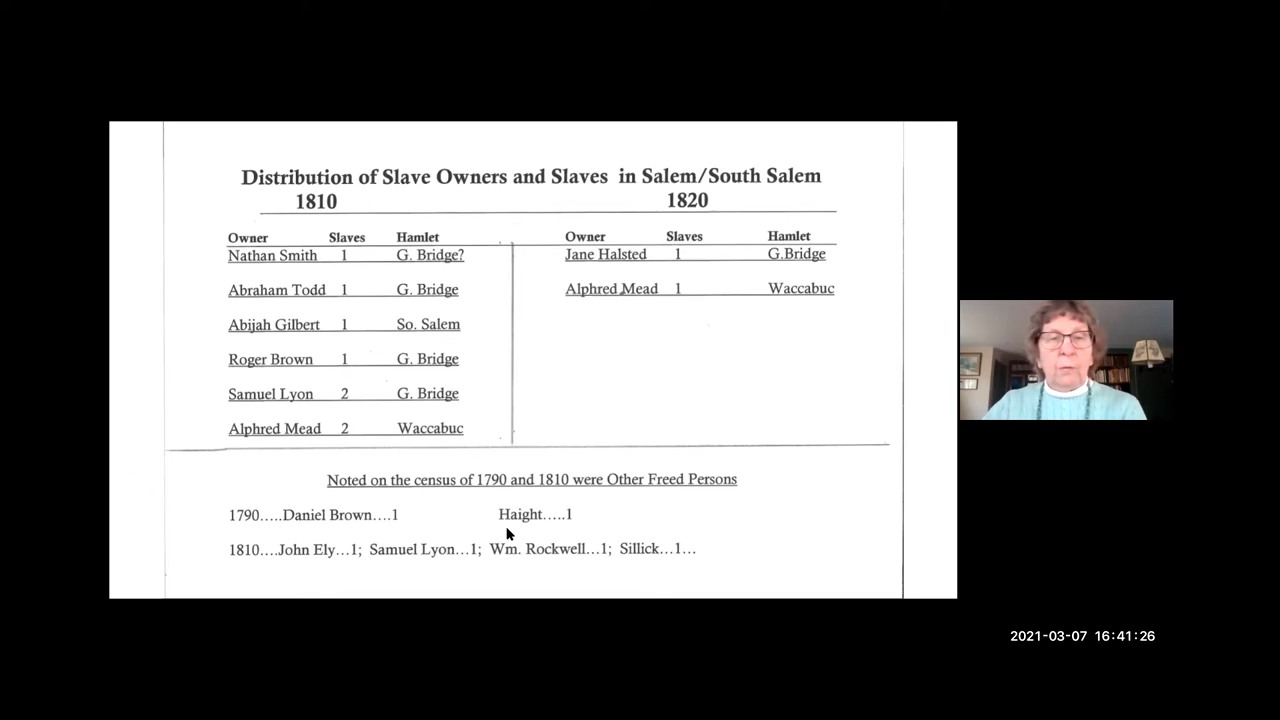 Distribution of Slave Owners and Slaves in Salem/South Salem
1810 1820
Owner Slaves Hamlet Owner Slaves Hamlet
Nathan Smith 1 G. Bridge? Jane Halsted 1 G.Bridge
Abraham Todd 1 G. Bridge Alphred Mead 1 Waccabuc
Abijah Gilbert 1 So. Salem
Roger Brown 1 G. Bridge
Samuel Lyon 2 G. Bridge
Alphred Mead 2 Waccabuc
Noted on the census of 1790 and 1810 were Other Freed Persons
1790.....Daniel Brown....1 Haight.....1
1810....John Ely...1; Samuel Lyon...1; Wm. Rockwell...1; Sillick...1...
2021-03-07 16:41:26